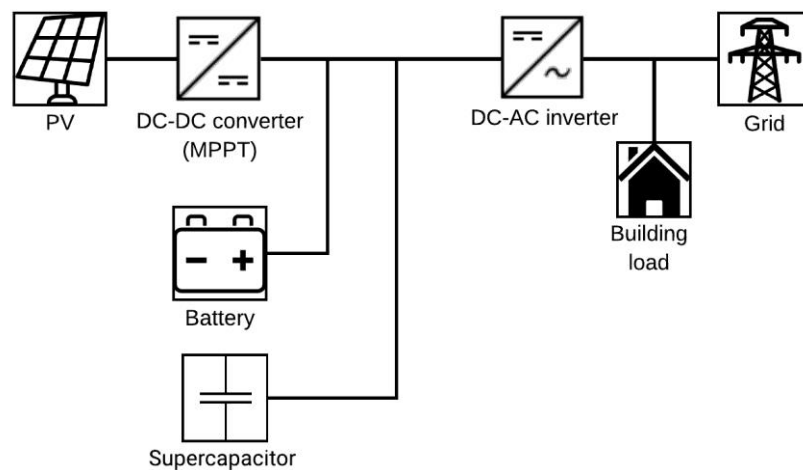 PV
DC-DC converter
(MPPT)
DC-AC inverter
Grid
Building
load
Battery
Supercapacitor